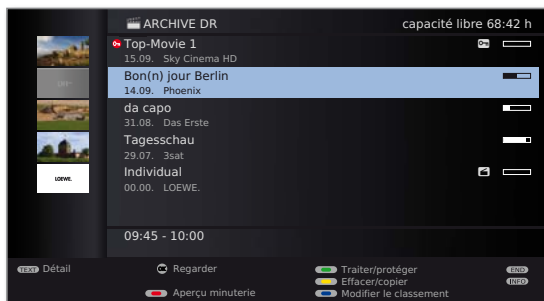 ARCHIVE DR capacité libre 68:42 h
Top-Movie 1
15.09. Sky Cinema HD
Bon(n) jour Berlin
14.09. Phoenix
da capo
31.08. Das Erste
Tagesschau
29.07. 3sat
Individual
00.00. LOEWE.
LOEWE.
09:45 - 10:00
TEXT Détail OK Regarder Traiter/protéger END
Effacer/copier INFO
Aperçu minuterie Modifier le classement